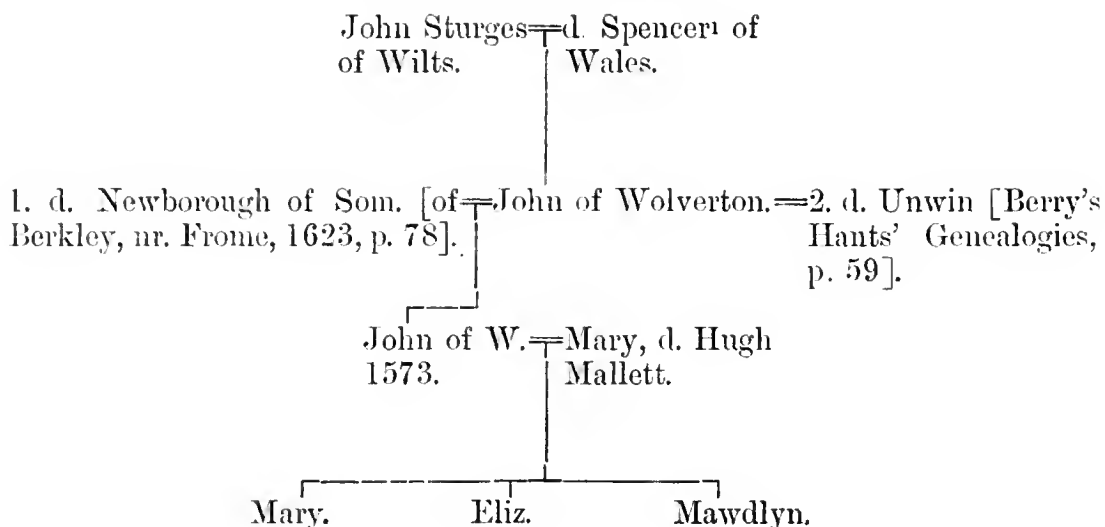 John Sturges=d. Spencer¹ of
of Wilts. Wales.
1. d. Newborough of Som. [of=John of Wolverton.=2. d. Unwin [Berry's
Berkley, nr. Frome, 1623, p. 78]. Hants' Genealogies,
p. 59].
John of W.=Mary, d. Hugh
1573. Mallett.
Mary. Eliz. Mawdlyn.